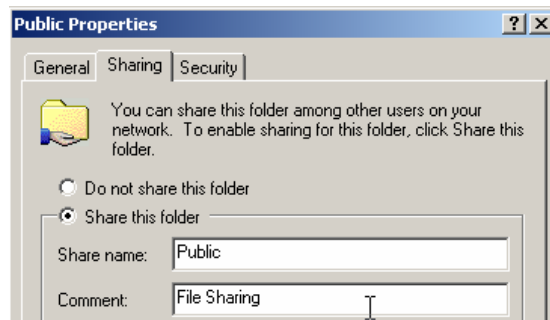 Public Properties
General Sharing Security
You can share this folder among other users on your
network. To enable sharing for this folder, click Share this
folder.
Do not share this folder
Share this folder
Share name: Public
Comment: File Sharing